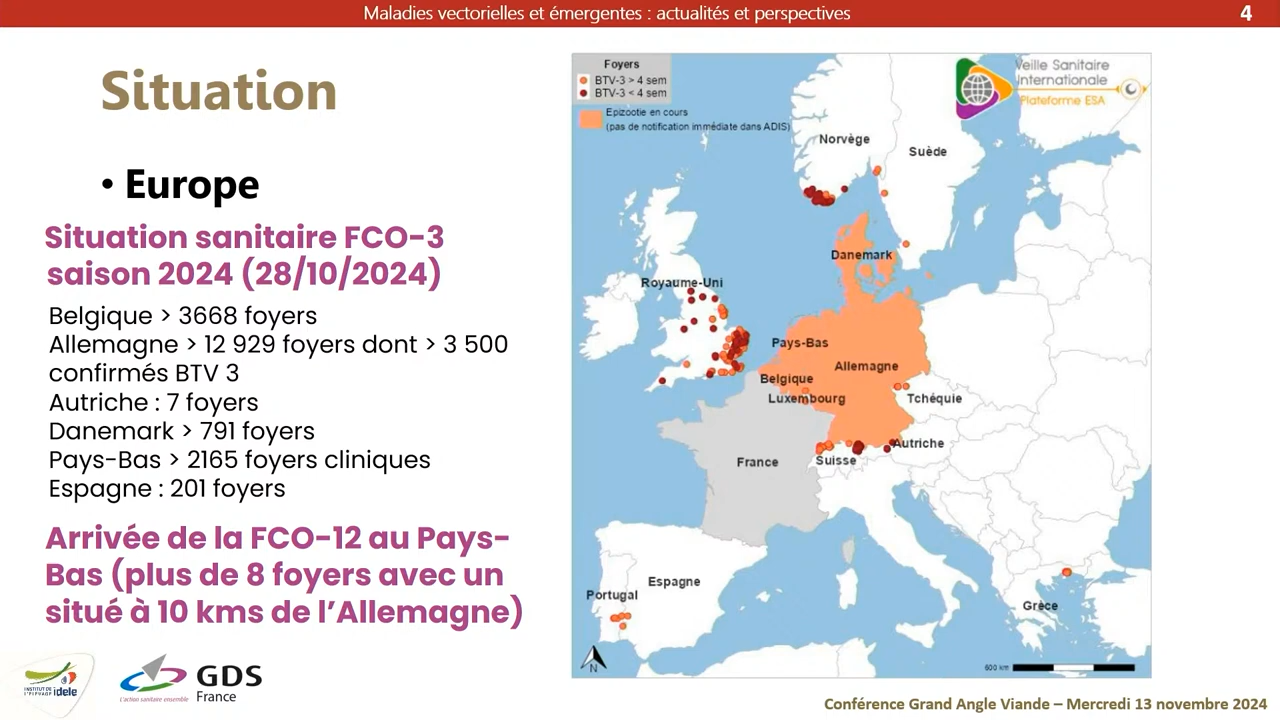 Maladies vectorielles et émergentes : actualités et perspectives
4
Situation
• Europe
Situation sanitaire FCO-3
saison 2024 (28/10/2024)
Belgique > 3668 foyers
Allemagne > 12 929 foyers dont > 3 500
confirmés BTV 3
Autriche : 7 foyers
Danemark > 791 foyers
Pays-Bas > 2165 foyers cliniques
Espagne : 201 foyers
Arrivée de la FCO-12 au Pays-
Bas (plus de 8 foyers avec un
situé à 10 kms de l'Allemagne)
Foyers
BTV-3 > 4 sem
BTV-3 < 4 sem
Epizootie en cours
(pas de notification immédiate dans ADIS)
Veille Sanitaire
Internationale
Plateforme ESA
Norvège
Suède
Danemark
Royaume-Uni
Pays-Bas
Allemagne
Belgique
Luxembourg
Tchéquie
Autriche
Suisse
France
Espagne
Portugal
Grèce
N
600 km
INSTITUT DE
L'ELEVAGE idele
L'action sanitaire ensemble
GDS
France
Conférence Grand Angle Viande – Mercredi 13 novembre 2024